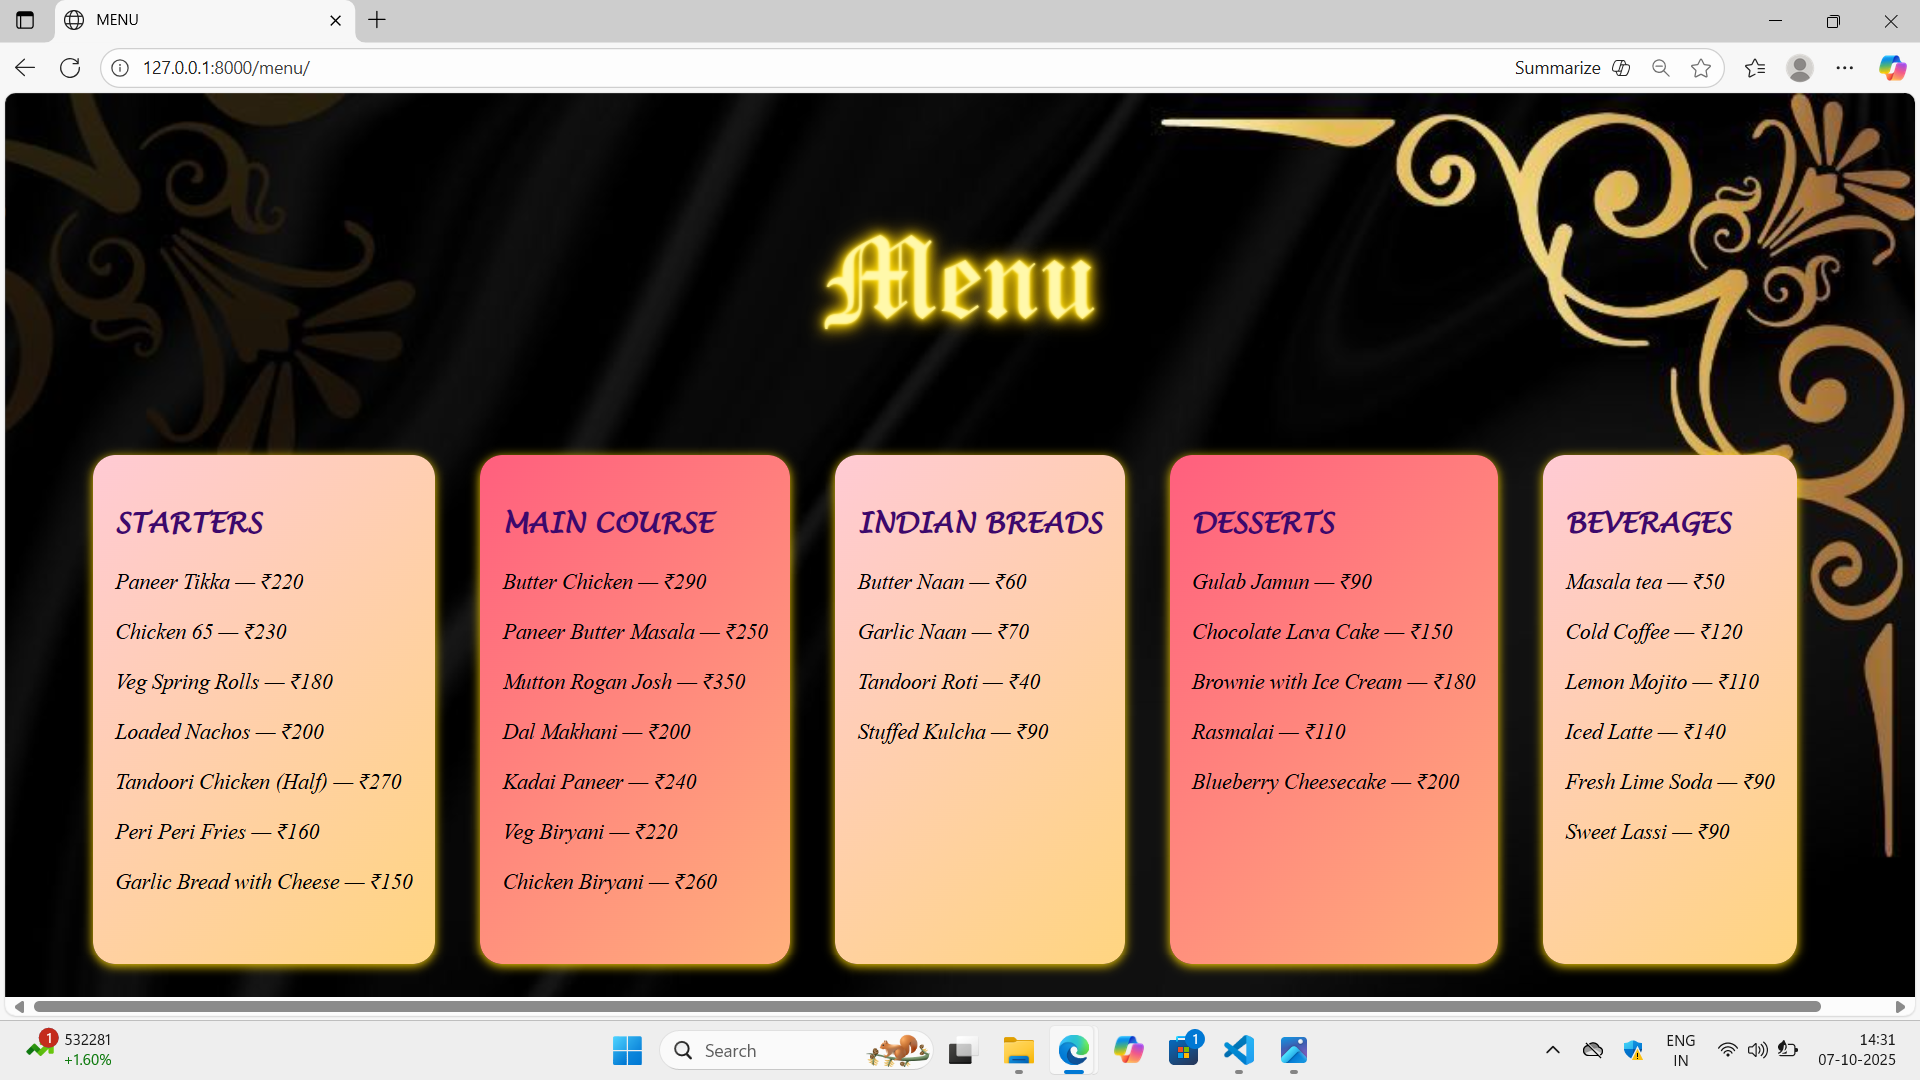 MENU
127.0.0.1:8000/menu/
Summarize
Menu
STARTERS
Paneer Tikka — ₹220
Chicken 65 — ₹230
Veg Spring Rolls — ₹180
Loaded Nachos — ₹200
Tandoori Chicken (Half) — ₹270
Peri Peri Fries — ₹160
Garlic Bread with Cheese — ₹150
MAIN COURSE
Butter Chicken — ₹290
Paneer Butter Masala — ₹250
Mutton Rogan Josh — ₹350
Dal Makhani — ₹200
Kadai Paneer — ₹240
Veg Biryani — ₹220
Chicken Biryani — ₹260
INDIAN BREADS
Butter Naan — ₹60
Garlic Naan — ₹70
Tandoori Roti — ₹40
Stuffed Kulcha — ₹90
DESSERTS
Gulab Jamun — ₹90
Chocolate Lava Cake — ₹150
Brownie with Ice Cream — ₹180
Rasmalai — ₹110
Blueberry Cheesecake — ₹200
BEVERAGES
Masala tea — ₹50
Cold Coffee — ₹120
Lemon Mojito — ₹110
Iced Latte — ₹140
Fresh Lime Soda — ₹90
Sweet Lassi — ₹90
1
532281
+1.60%
Search
1
ENG
IN
14:31
07-10-2025